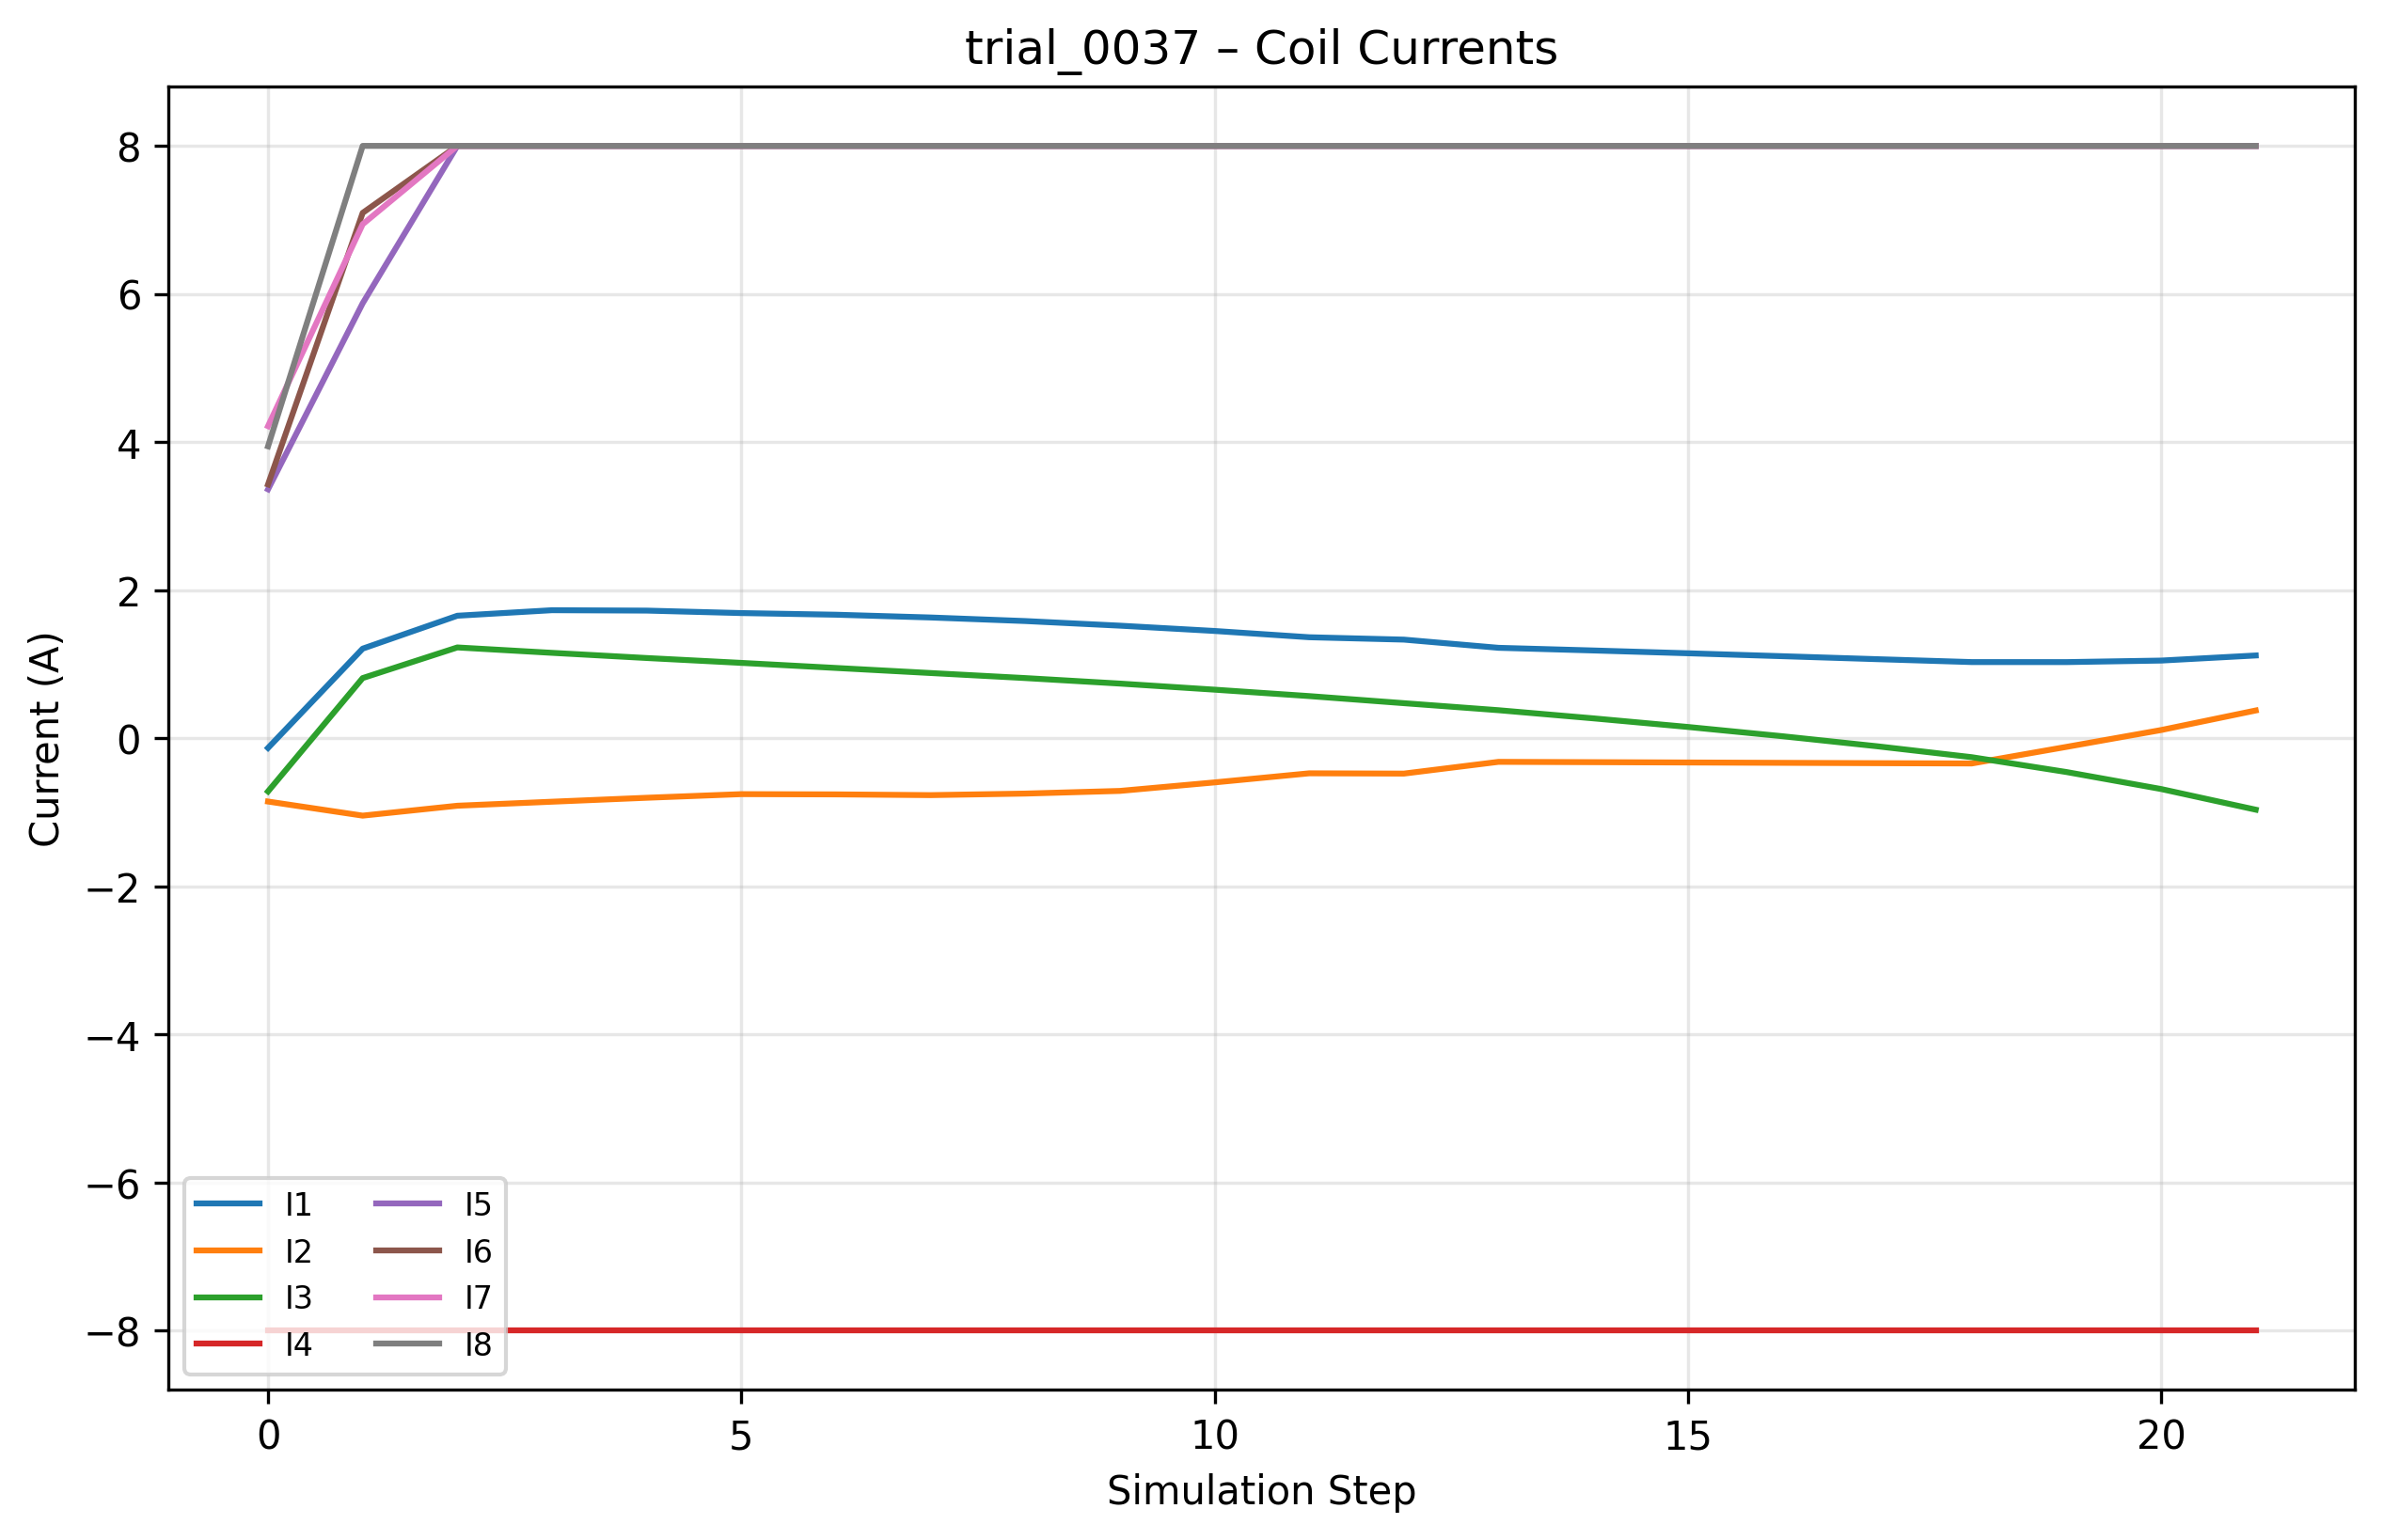 trial_0037 – Coil Currents
Current (A)
8
6
4
2
0
−2
−4
−6
−8
I1 I5
I2 I6
I3 I7
I4 I8
0 5 10 15 20
Simulation Step